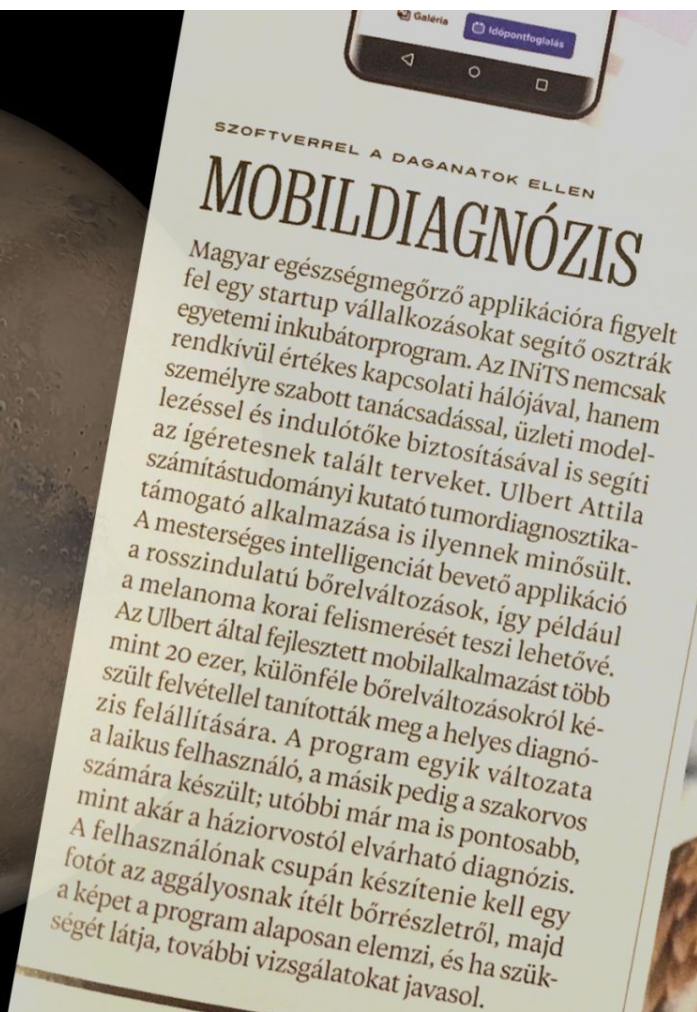 Galéria
Időpontfoglalás
SZOFTVERREL A DAGANATOK ELLEN
MOBILDIAGNÓZIS
Magyar egészségmegőrző applikációra figyelt
fel egy startup vállalkozásokat segítő osztrák
egyetemi inkubátorprogram. Az INiTS nemcsak
rendkívül értékes kapcsolati hálójával, hanem
személyre szabott tanácsadással, üzleti model-
lezéssel és indulótőke biztosításával is segíti
az ígéretesnek talált terveket. Ulbert Attila
számítástudományi kutató tumordiagnosztika-
támogató alkalmazása is ilyennek minősült.
A mesterséges intelligenciát bevető applikáció
a rosszindulatú bőrelváltozások, így például
a melanoma korai felismerését teszi lehetővé.
Az Ulbert által fejlesztett mobilalkalmazást több
mint 20 ezer, különféle bőrelváltozásokról ké-
szült felvétellel tanították meg a helyes diagnó-
zis felállítására. A program egyik változata
a laikus felhasználó, a másik pedig a szakorvos
számára készült; utóbbi már ma is pontosabb,
mint akár a háziorvostól elvárható diagnózis.
A felhasználónak csupán készítenie kell egy
fotót az aggályosnak ítélt bőrrészletről, majd
a képet a program alaposan elemzi, és ha szük-
ségét látja, további vizsgálatokat javasol.